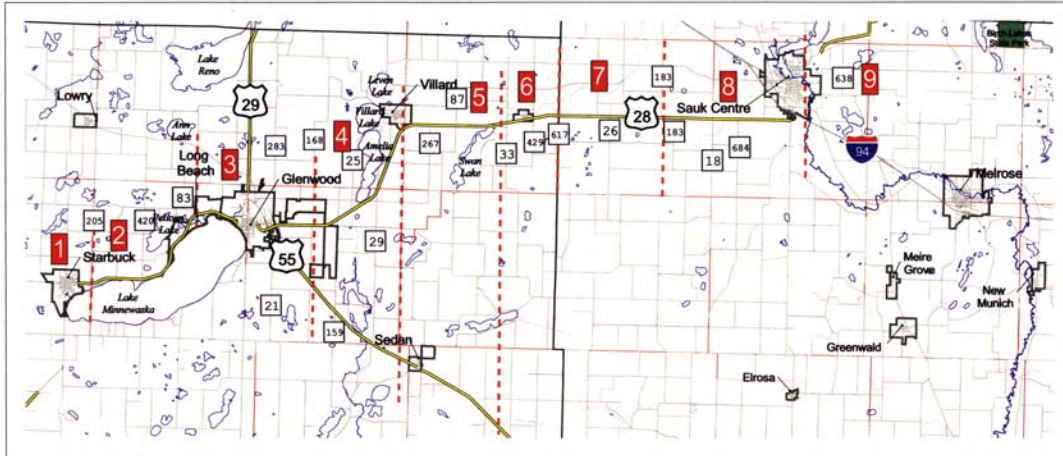 Birch Lakes
State Park
Lake
Reno
Lowry
29
Leven
Lake
Villard
87
5
6
7
183
8
Sauk Centre
638
9
Villard
Lake
Ann
Lake
Long
Beach
3
283
168
4
25
Amelia
Lake
267
Swan
Lake
33
429
617
26
28
183
18
684
94
Glenwood
83
Pelican
Lake
Melrose
205
420
1
2
Starbuck
29
55
Lake
Minnewaska
21
159
Sedan
Meire
Grove
New
Munich
Greenwald
Elrosa